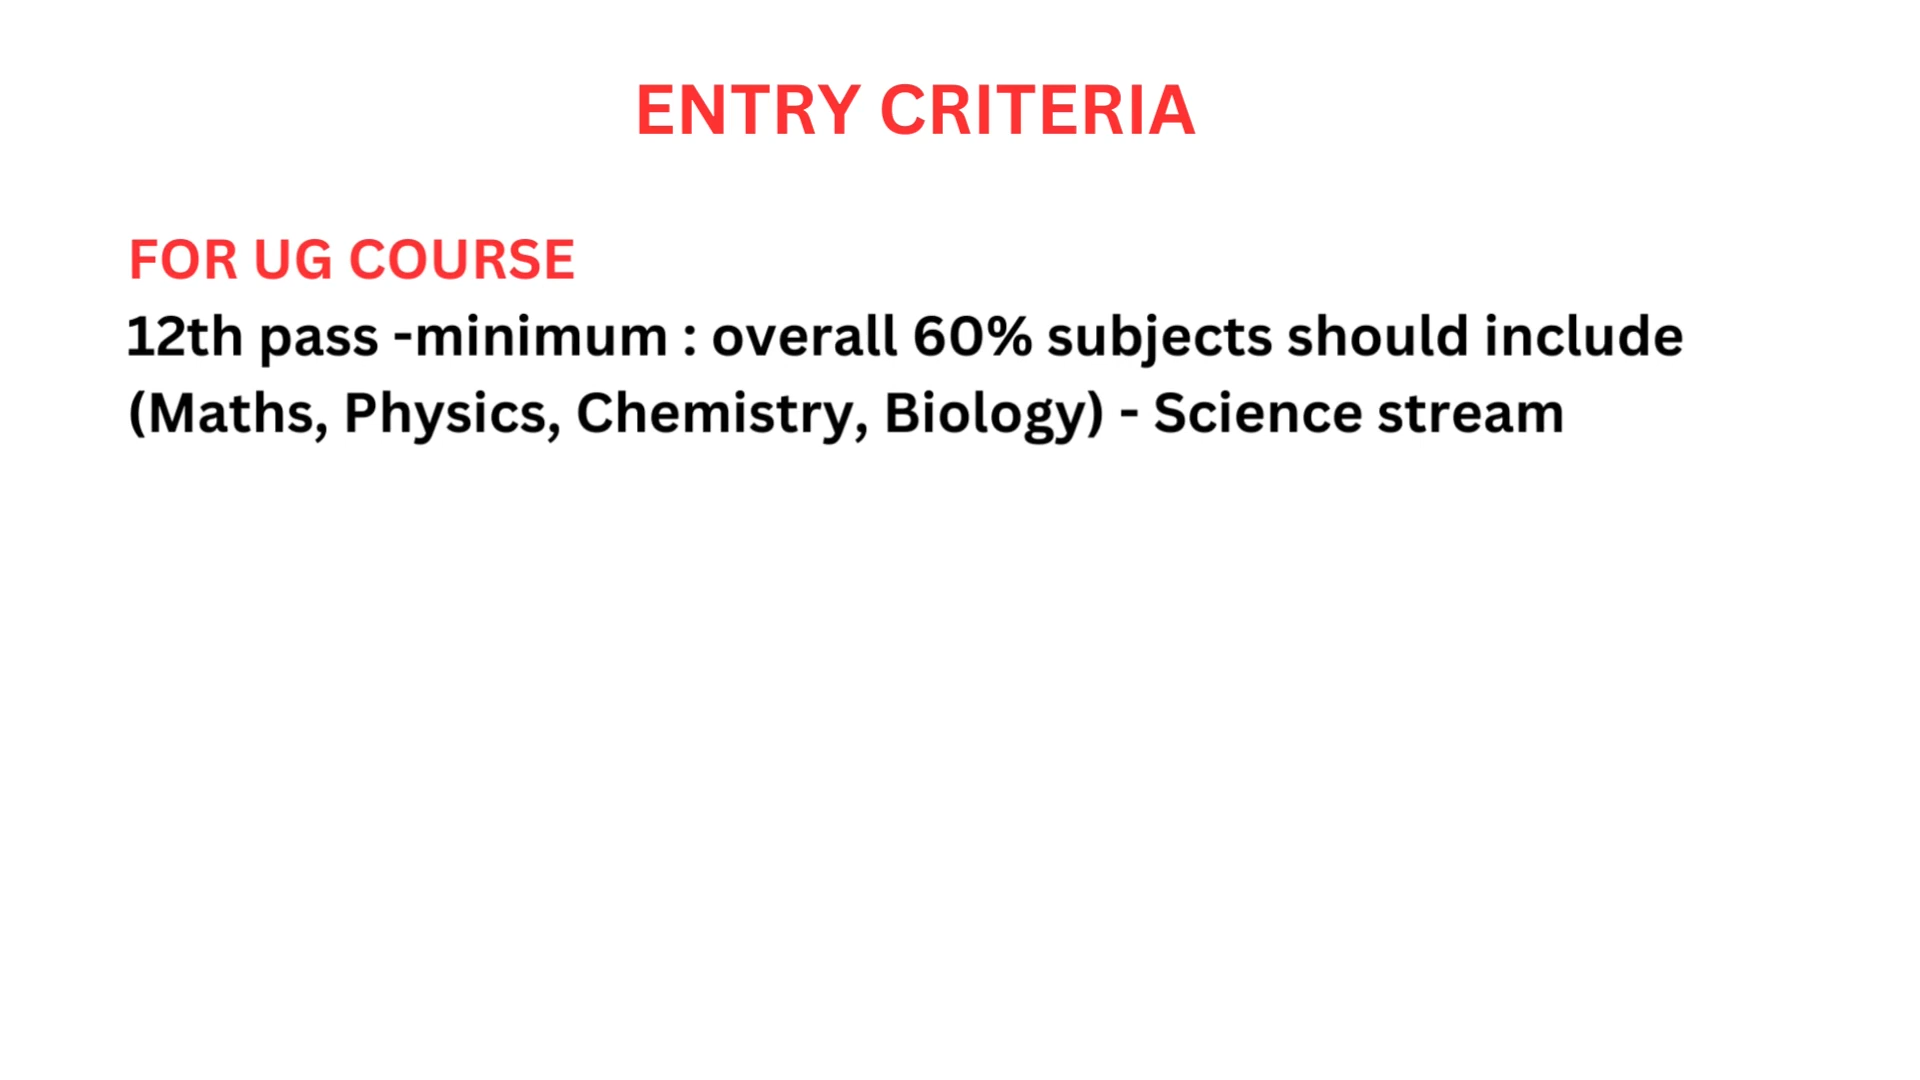 ENTRY CRITERIA
FOR UG COURSE
12th pass -minimum : overall 60% subjects should include
(Maths, Physics, Chemistry, Biology) - Science stream